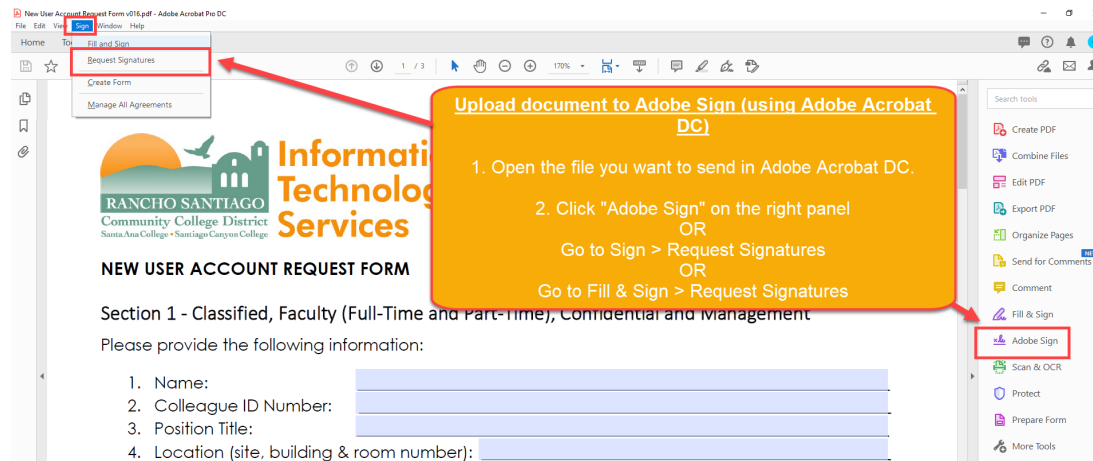 New User Account Request Form v016.pdf - Adobe Acrobat Pro DC
File Edit View Sign Window Help
Home
Fill and Sign
Request Signatures
Create Form
Manage All Agreements
1 / 3
170%
Upload document to Adobe Sign (using Adobe Acrobat
DC)
1. Open the file you want to send in Adobe Acrobat DC.
2. Click "Adobe Sign" on the right panel
OR
Go to Sign > Request Signatures
OR
Go to Fill & Sign > Request Signatures
RANCHO SANTIAGO
Community College District
Santa Ana College • Santiago Canyon College
Services
NEW USER ACCOUNT REQUEST FORM
Section 1 - Classified, Faculty (Full-Time and Part-Time), Confidential and Management
Please provide the following information:
1. Name:
2. Colleague ID Number:
3. Position Title:
4. Location (site, building & room number):
Search tools
Create PDF
Combine Files
Edit PDF
Export PDF
Organize Pages
Send for Comments
Comment
Fill & Sign
Adobe Sign
Scan & OCR
Protect
Prepare Form
More Tools